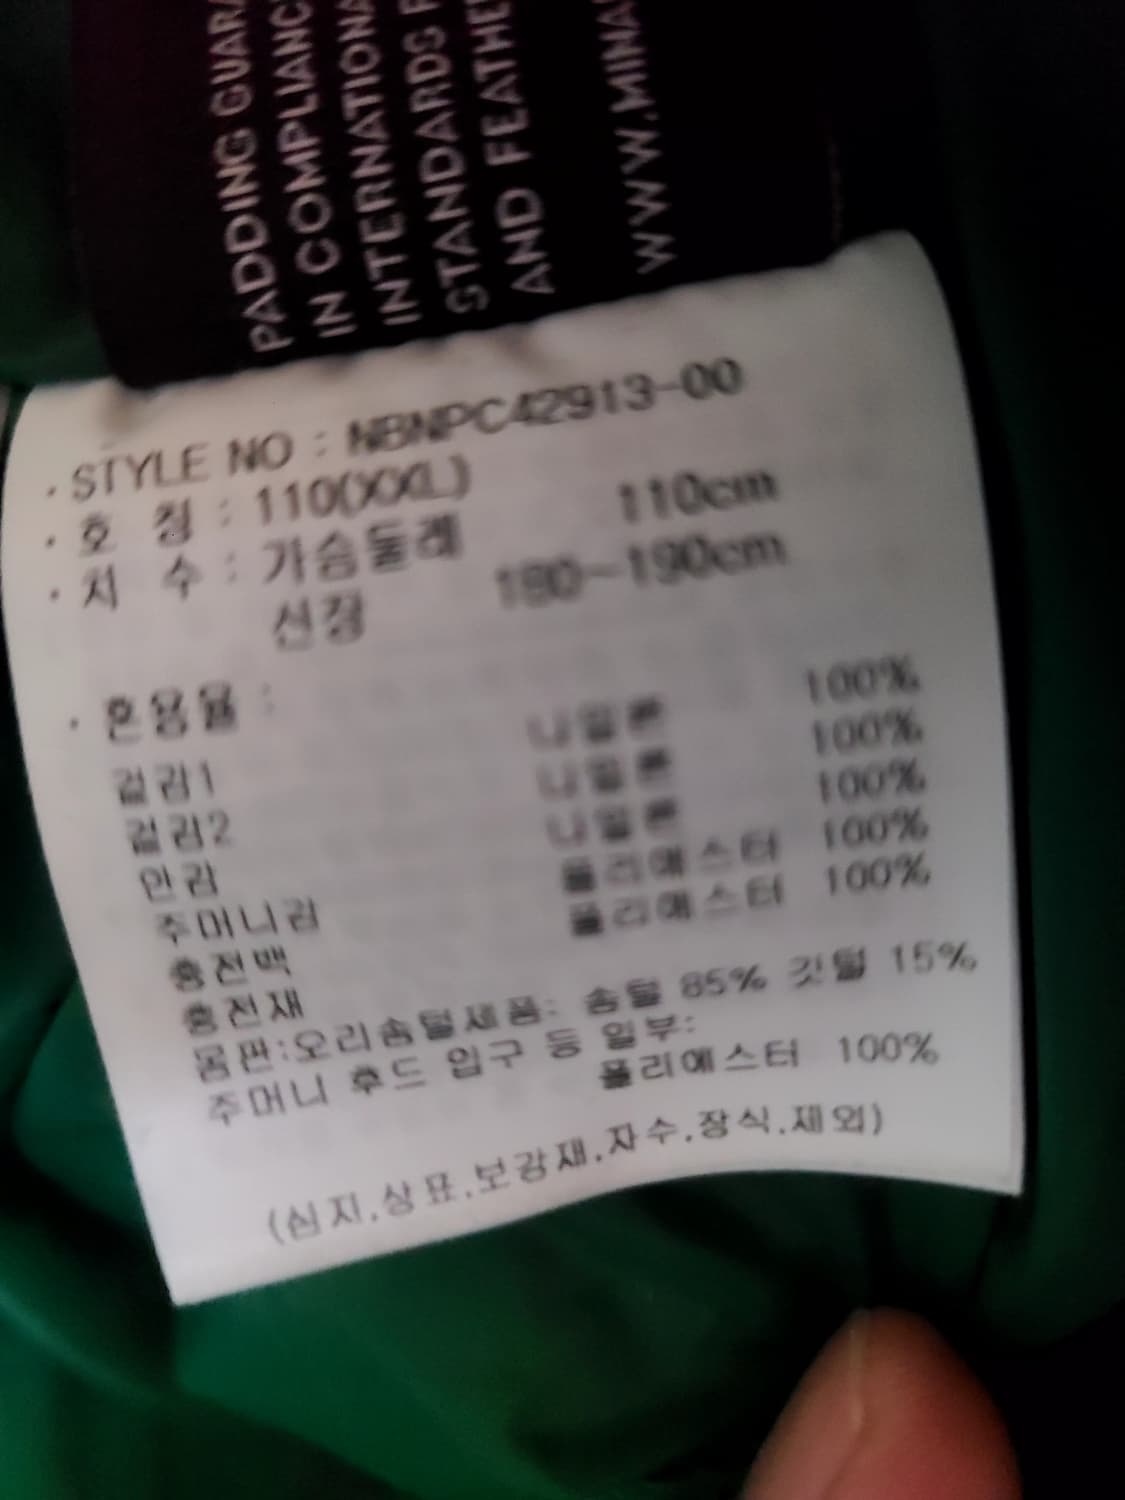 PADDING GUAR
IN COMPLIANC
INTERNATIONA
STANDARDS F
AND FEATHE
WWW.MINA
· STYLE NO : NBNPC42913-00
· 호 칭 : 110(XXL)
· 치 수 : 가슴둘레 110cm
신장 180~190cm
· 혼용율 :
겉감1 나일론 100%
겉감2 나일론 100%
안감 나일론 100%
주머니감 폴리에스터 100%
충전백 폴리에스터 100%
충전재
몸판:오리솜털제품: 솜털 85% 깃털 15%
주머니 후드 입구 등 일부:
폴리에스터 100%
(심지.상표.보강재.자수.장식.제외)